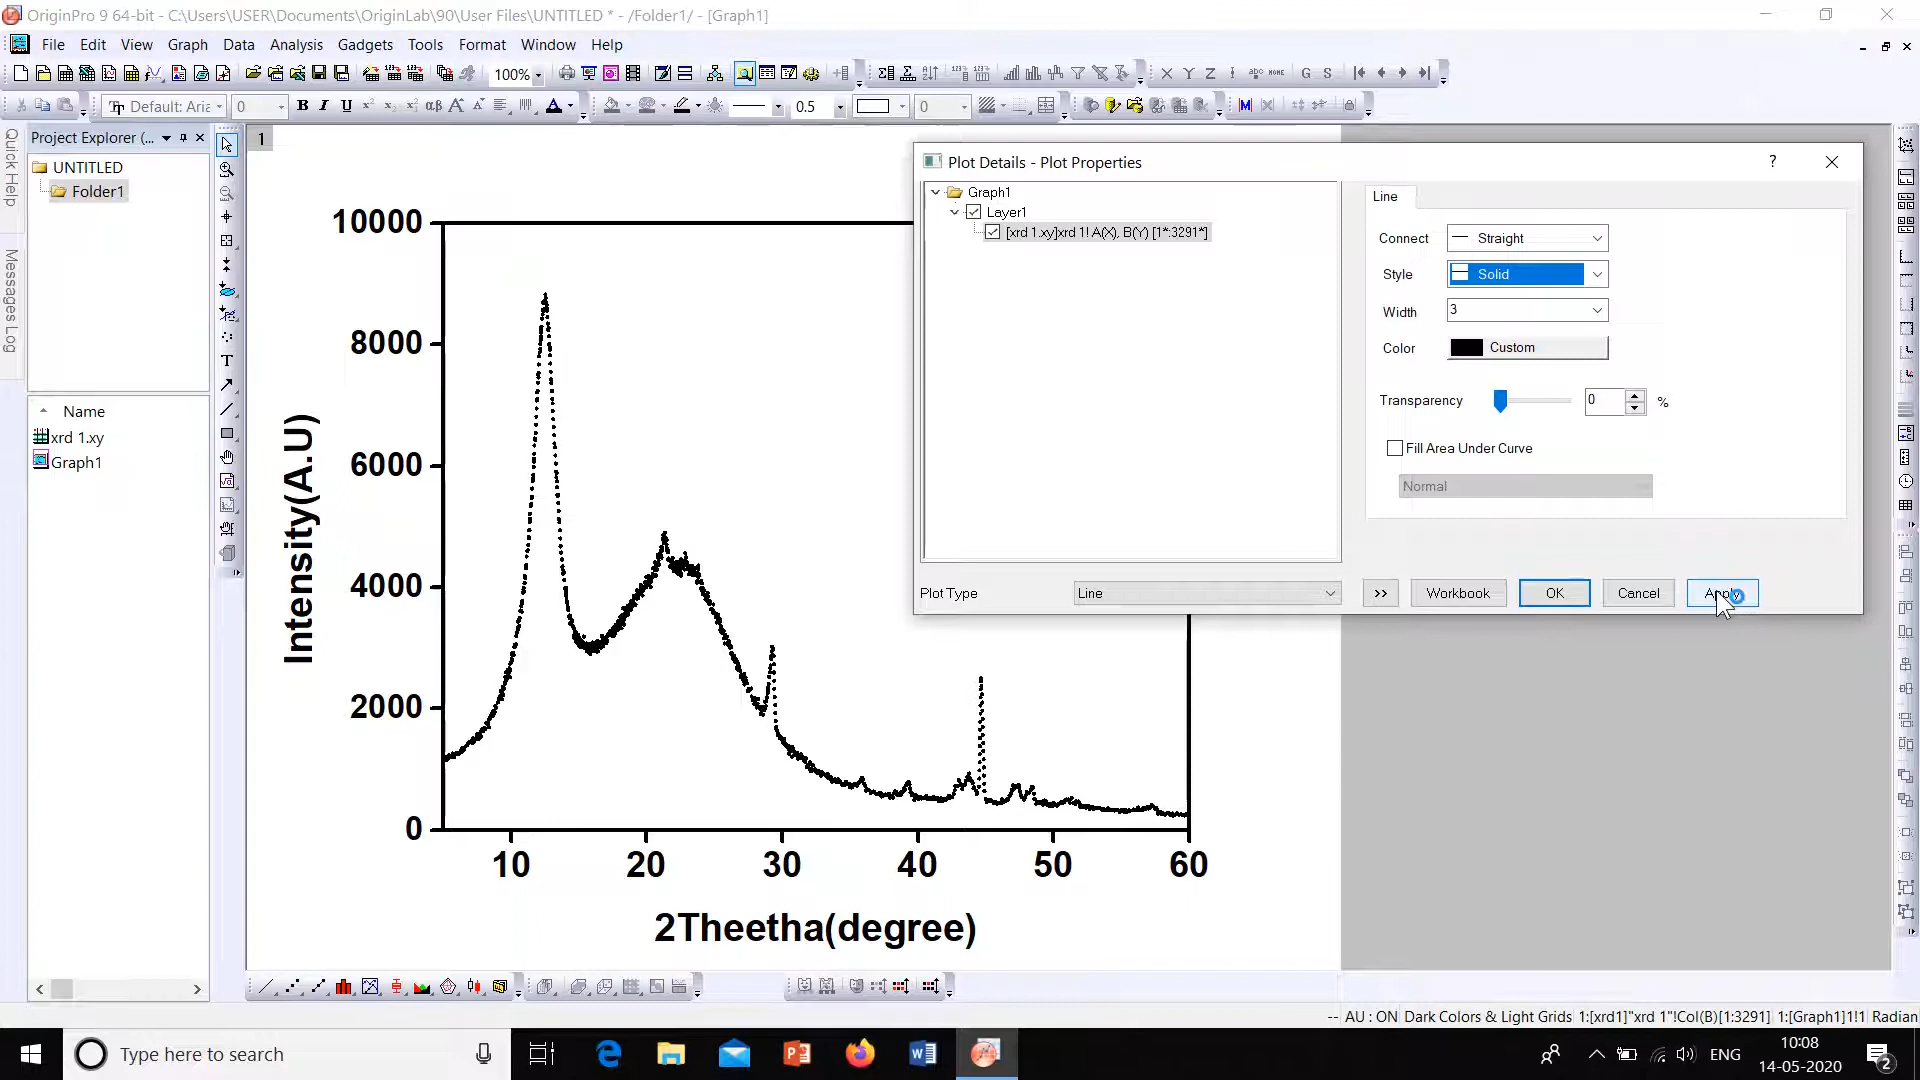 OriginPro 9 64-bit - C:\Users\USER\Documents\OriginLab\90\User Files\UNTITLED * - /Folder1/ - [Graph1]
File Edit View Graph Data Analysis Gadgets Tools Format Window Help
100%
Default: Aria 0 B I U αβ A A A 0.5 0
Quick Help
Messages Log
Project Explorer (...
UNTITLED
Folder1
Name
xrd 1.xy
Graph1
1
10000
8000
6000
4000
2000
0
Intensity(A.U)
10 20 30 40 50 60
2Theetha(degree)
Plot Details - Plot Properties
?
Graph1
Layer1
[xrd 1.xy]xrd 1! A(X), B(Y) [1*:3291*]
Line
Connect Straight
Style Solid
Width 3
Color Custom
Transparency 0 %
Fill Area Under Curve
Normal
Plot Type Line >> Workbook OK Cancel Apply
-- AU : ON Dark Colors & Light Grids 1:[xrd1]"xrd 1"!Col(B)[1:3291] 1:[Graph1]1!1 Radian
Type here to search
ENG
10:08
14-05-2020
2